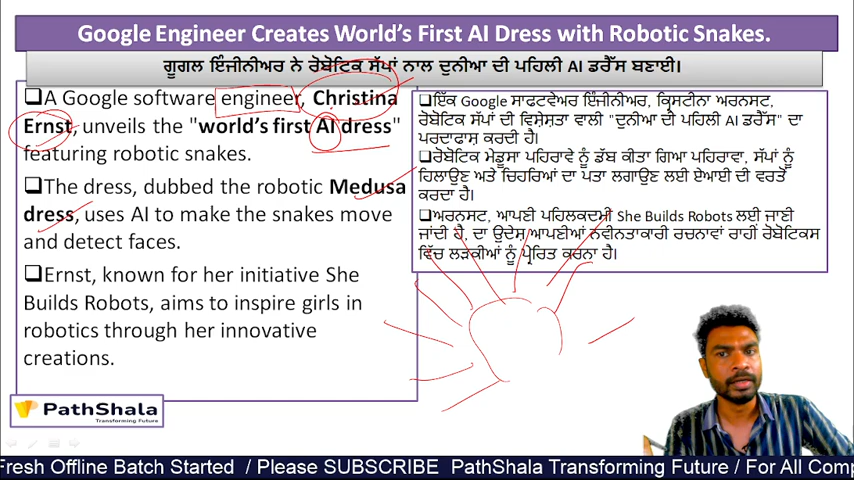 Google Engineer Creates World's First AI Dress with Robotic Snakes.
ਗੂਗਲ ਇੰਜੀਨੀਅਰ ਨੇ ਰੋਬੋਟਿਕ ਸੱਪਾਂ ਨਾਲ ਦੁਨੀਆ ਦੀ ਪਹਿਲੀ AI ਡਰੈੱਸ ਬਣਾਈ।
❑A Google software engineer, Christina
Ernst, unveils the "world's first AI dress"
featuring robotic snakes.
❑The dress, dubbed the robotic Medusa
dress, uses AI to make the snakes move
and detect faces.
❑Ernst, known for her initiative She
Builds Robots, aims to inspire girls in
robotics through her innovative
creations.
❑ਇੱਕ Google ਸਾਫਟਵੇਅਰ ਇੰਜੀਨੀਅਰ, ਕ੍ਰਿਸਟੀਨਾ ਅਰਨਸਟ,
ਰੋਬੋਟਿਕ ਸੱਪਾਂ ਦੀ ਵਿਸ਼ੇਸ਼ਤਾ ਵਾਲੀ "ਦੁਨੀਆ ਦੀ ਪਹਿਲੀ AI ਡਰੈੱਸ" ਦਾ
ਪਰਦਾਫਾਸ਼ ਕਰਦੀ ਹੈ।
❑ਰੋਬੋਟਿਕ ਮੇਡੂਸਾ ਪਹਿਰਾਵੇ ਨੂੰ ਡੱਬ ਕੀਤਾ ਗਿਆ ਪਹਿਰਾਵਾ, ਸੱਪਾਂ ਨੂੰ
ਹਿਲਾਉਣ ਅਤੇ ਚਿਹਰਿਆਂ ਦਾ ਪਤਾ ਲਗਾਉਣ ਲਈ ਏਆਈ ਦੀ ਵਰਤੋਂ
ਕਰਦਾ ਹੈ।
❑ਅਰਨਸਟ, ਆਪਣੀ ਪਹਿਲਕਦਮੀ She Builds Robots ਲਈ ਜਾਣੀ
ਜਾਂਦੀ ਹੈ, ਦਾ ਉਦੇਸ਼ ਆਪਣੀਆਂ ਨਵੀਨਤਾਕਾਰੀ ਰਚਨਾਵਾਂ ਰਾਹੀਂ ਰੋਬੋਟਿਕਸ
ਵਿੱਚ ਲੜਕੀਆਂ ਨੂੰ ਪ੍ਰੇਰਿਤ ਕਰਨਾ ਹੈ।
PathShala
Transforming Future
Fresh Offline Batch Started / Please SUBSCRIBE PathShala Transforming Future / For All Comp